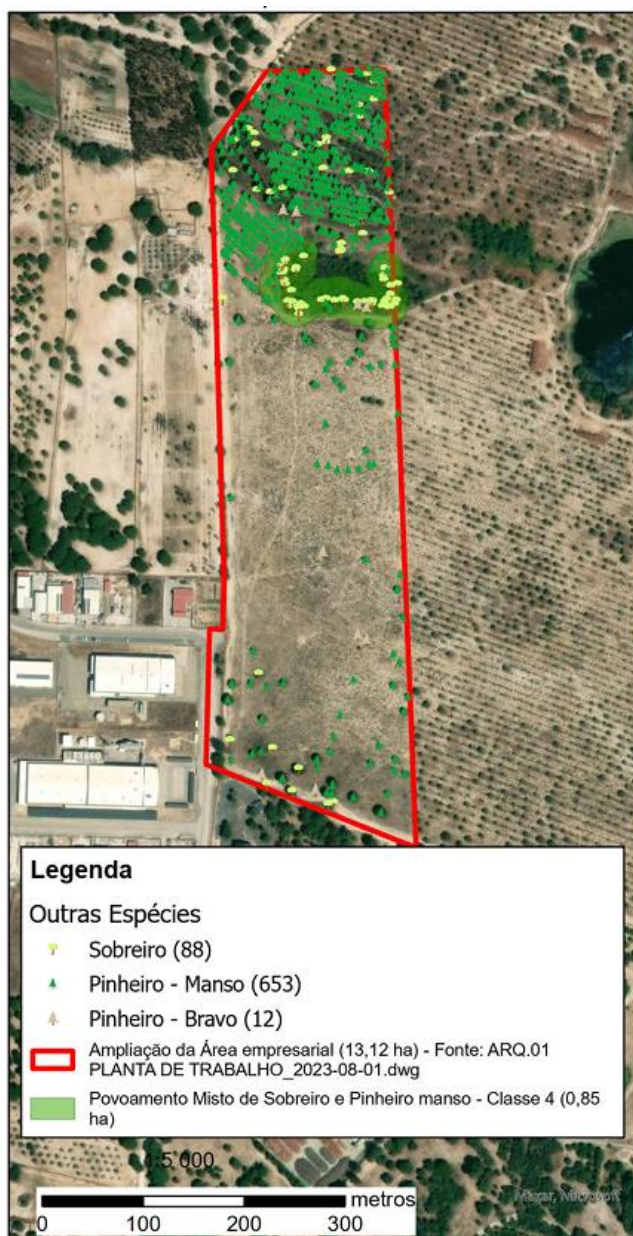 Legenda
Outras Espécies
Sobreiro (88)
Pinheiro - Manso (653)
Pinheiro - Bravo (12)
Ampliação da Área empresarial (13,12 ha) - Fonte: ARQ.01
PLANTA DE TRABALHO_2023-08-01.dwg
Povoamento Misto de Sobreiro e Pinheiro manso - Classe 4 (0,85
ha)
1:5 000
metros
0 100 200 300
Maxar, Microsoft